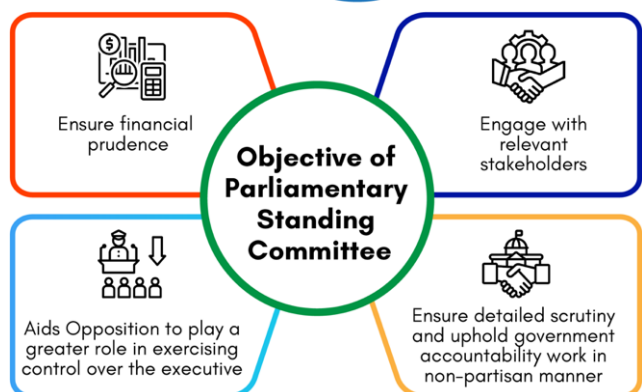 Ensure financial
prudence
Engage with
relevant
stakeholders
Objective of
Parliamentary
Standing
Committee
Aids Opposition to play a
greater role in exercising
control over the executive
Ensure detailed scrutiny
and uphold government
accountability work in
non-partisan manner